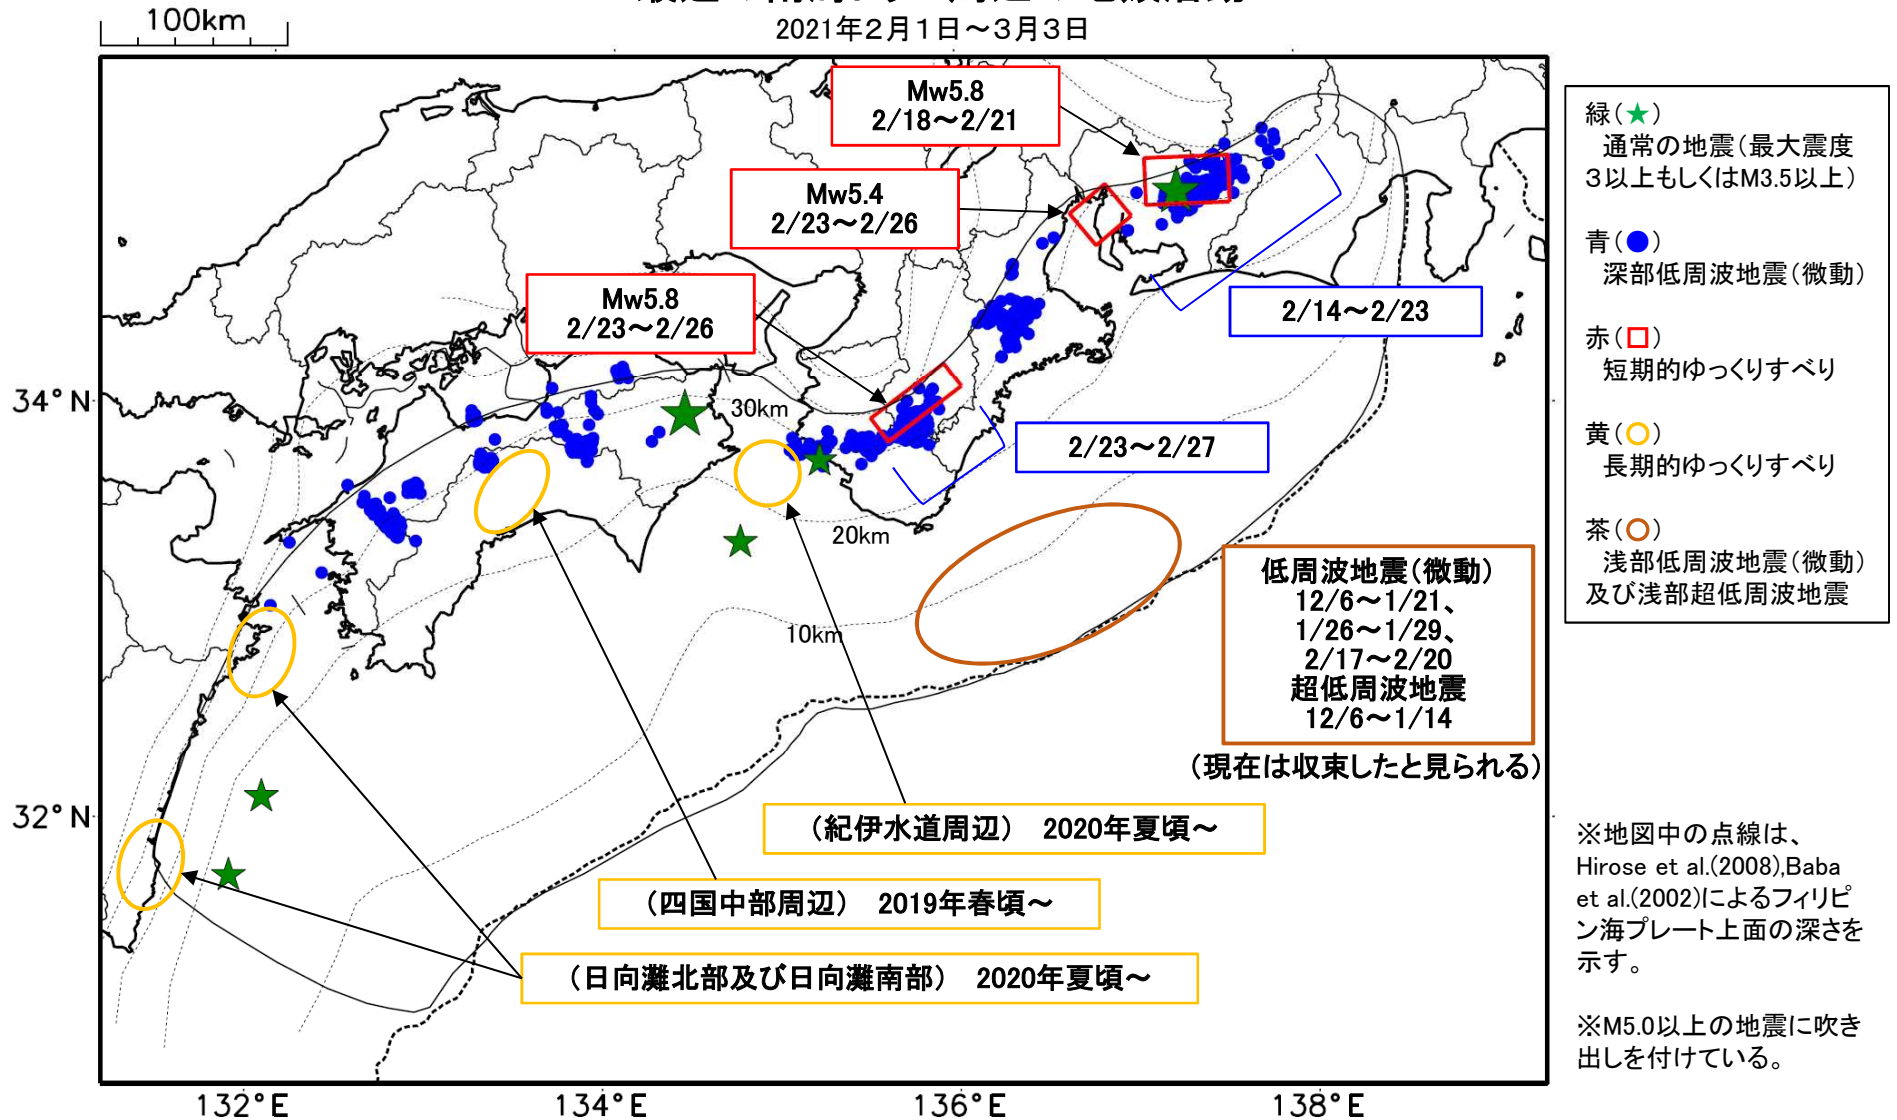 2021年2月1日～3月3日
100km
Mw5.8
2/18～2/21
Mw5.4
2/23～2/26
Mw5.8
2/23～2/26
2/14～2/23
2/23～2/27
30km
20km
10km
34°N
32°N
132°E
134°E
136°E
138°E
低周波地震（微動）
12/6～1/21、
1/26～1/29、
2/17～2/20
超低周波地震
12/6～1/14
（現在は収束したと見られる）
（紀伊水道周辺）　2020年夏頃～
（四国中部周辺）　2019年春頃～
（日向灘北部及び日向灘南部）　2020年夏頃～
緑（★）
通常の地震（最大震度
３以上もしくはM3.5以上）
青（●）
深部低周波地震（微動）
赤（□）
短期的ゆっくりすべり
黄（○）
長期的ゆっくりすべり
茶（○）
浅部低周波地震（微動）
及び浅部超低周波地震
※地図中の点線は、
Hirose et al.(2008),Baba
et al.(2002)によるフィリピ
ン海プレート上面の深さを
示す。
※M5.0以上の地震に吹き
出しを付けている。